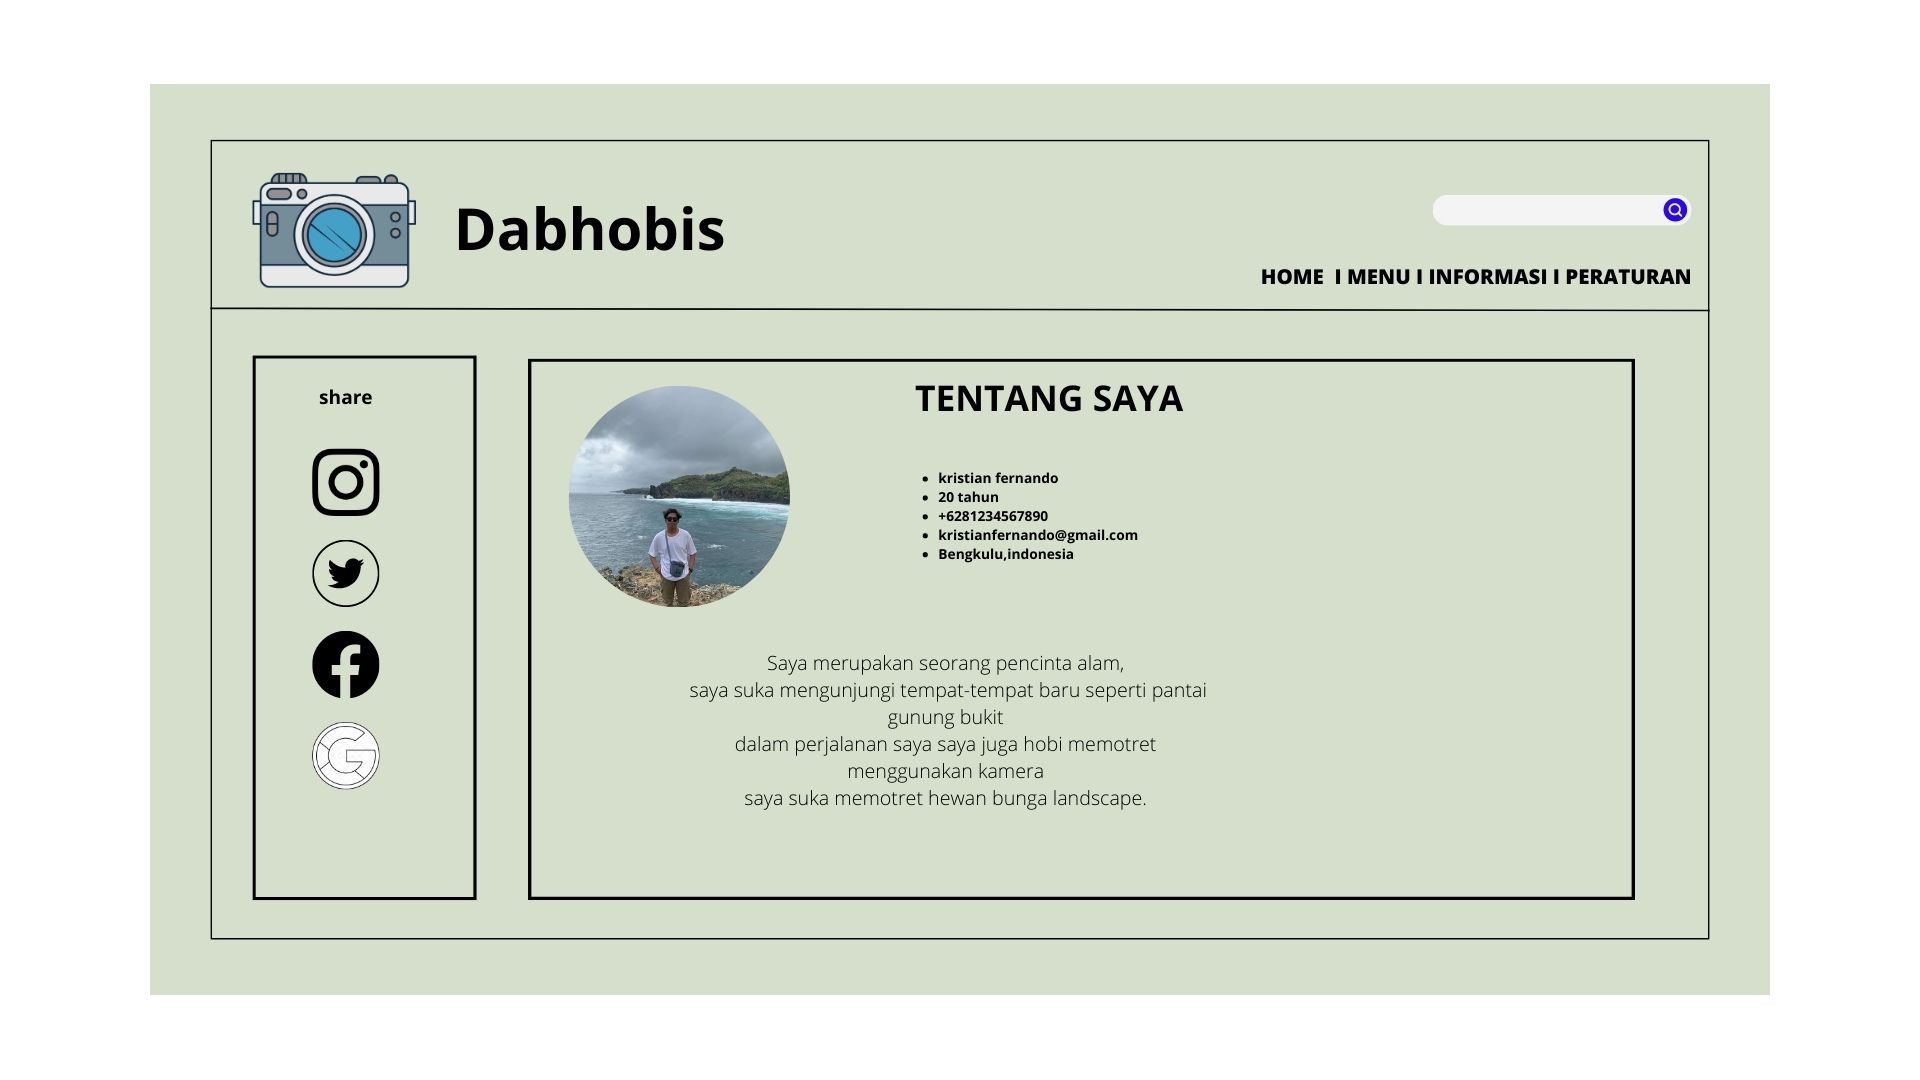 Dabhobis
HOME I MENU I INFORMASI I PERATURAN
share
TENTANG SAYA
kristian fernando
20 tahun
+6281234567890
kristianfernando@gmail.com
Bengkulu,indonesia
Saya merupakan seorang pencinta alam,
saya suka mengunjungi tempat-tempat baru seperti pantai
gunung bukit
dalam perjalanan saya saya juga hobi memotret
menggunakan kamera
saya suka memotret hewan bunga landscape.